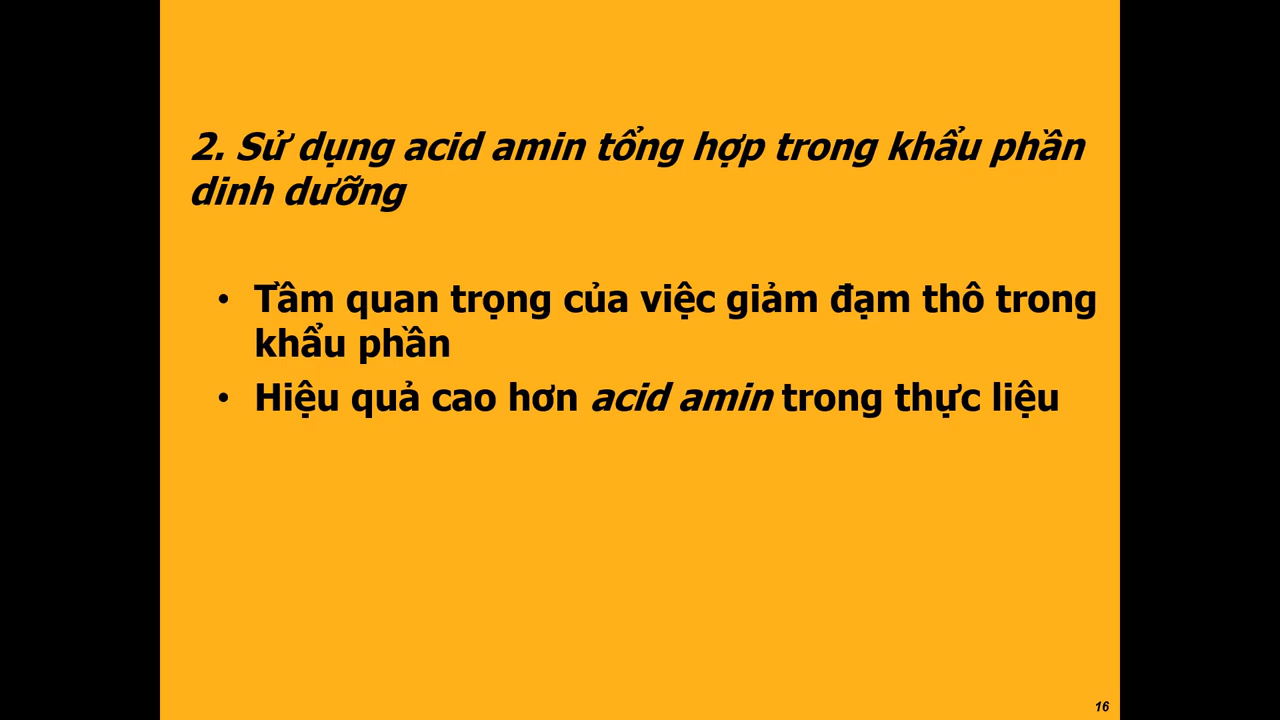 2. Sử dụng acid amin tổng hợp trong khẩu phần
dinh dưỡng
• Tầm quan trọng của việc giảm đạm thô trong
khẩu phần
• Hiệu quả cao hơn acid amin trong thực liệu
16